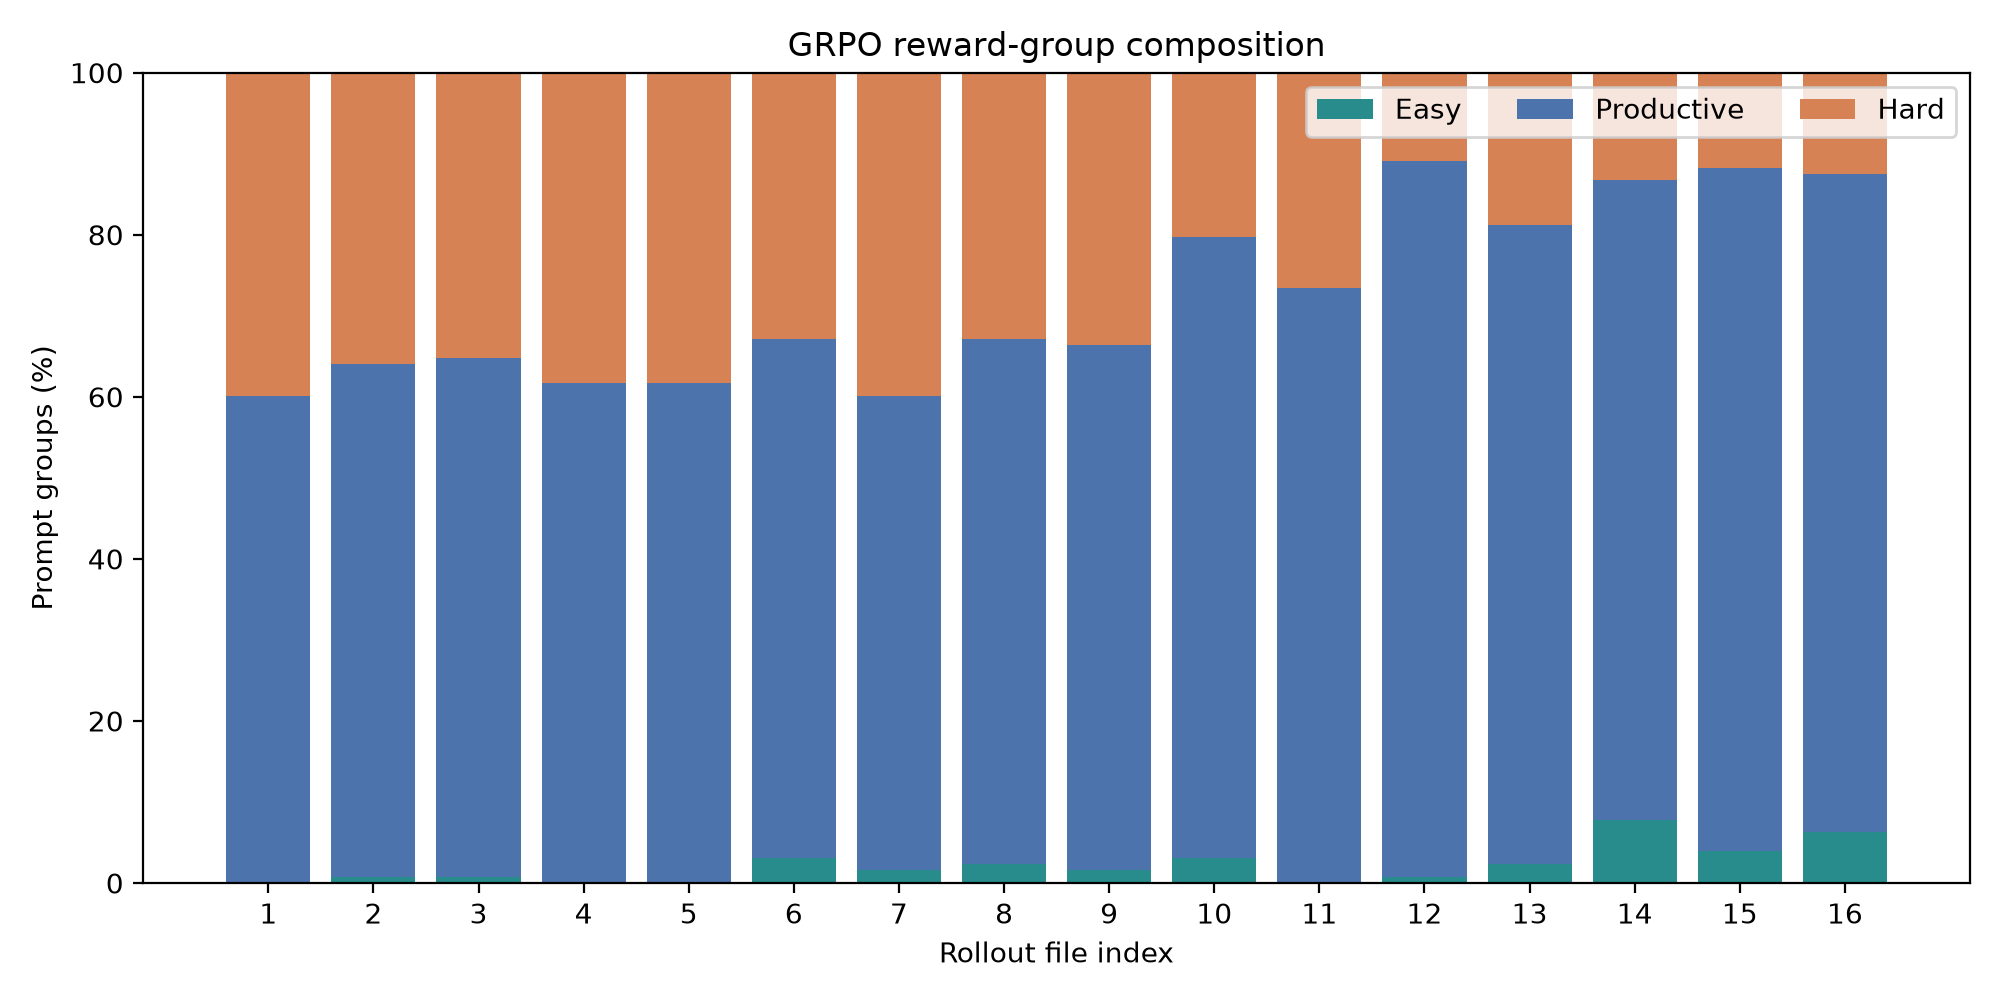 GRPO reward-group composition
Easy Productive Hard
Prompt groups (%)
100
80
60
40
20
0
1 2 3 4 5 6 7 8 9 10 11 12 13 14 15 16
Rollout file index